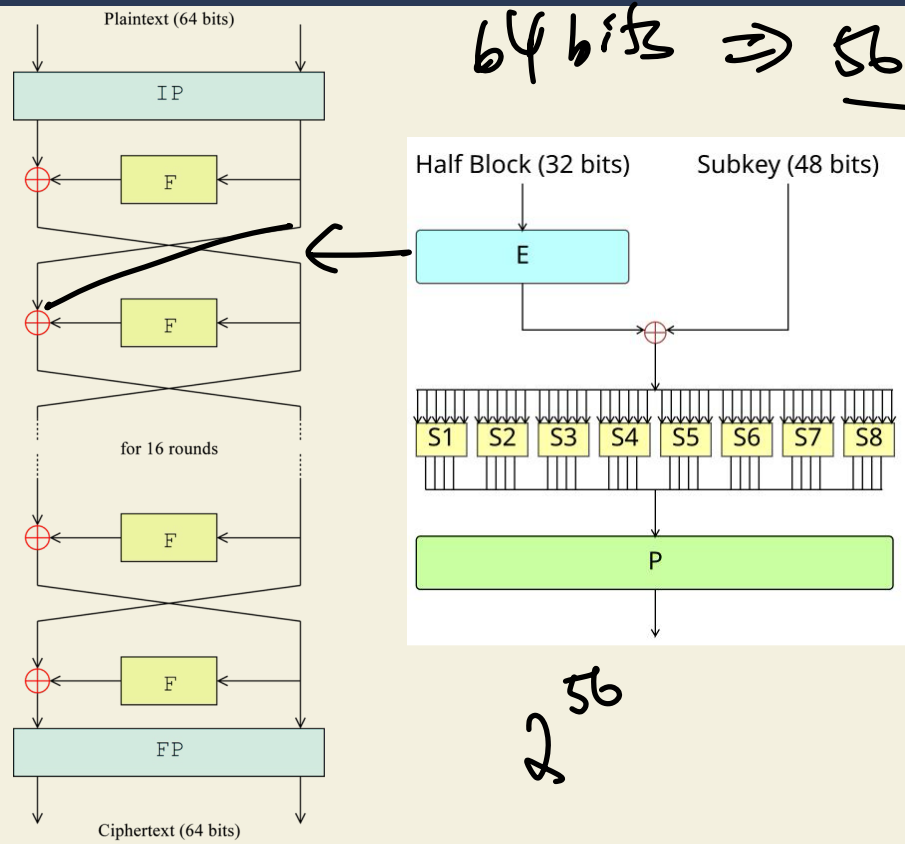 Plaintext (64 bits)
64 bits ⇒ 56
IP
Half Block (32 bits) Subkey (48 bits)
F
E
F
S1 S2 S3 S4 S5 S6 S7 S8
for 16 rounds
F
P
F
2^56
FP
Ciphertext (64 bits)